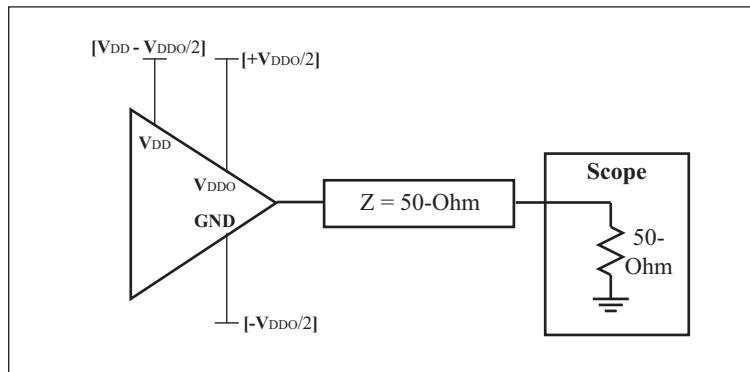 [VDD - VDDO/2]
[+VDDO/2]
VDD
VDDO
GND
[-VDDO/2]
Z = 50-Ohm
Scope
50-
Ohm